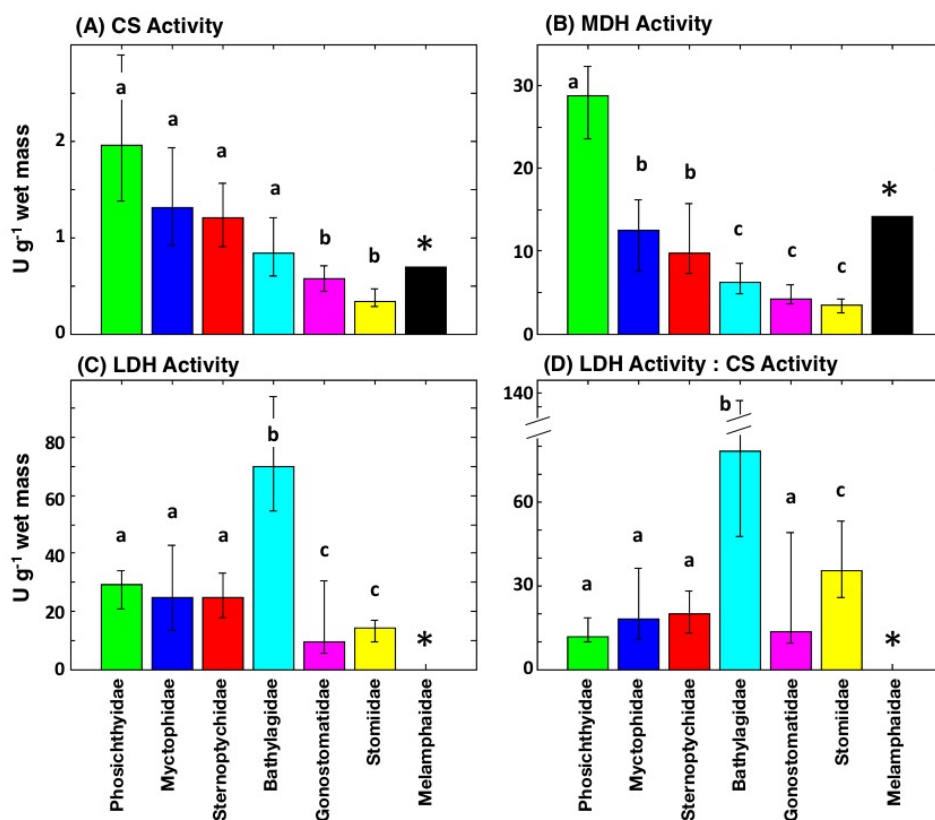 (A) CS Activity
U g⁻¹ wet mass
2
1
0
a
a
a
a
b
b
*
(B) MDH Activity
30
20
10
0
a
b
b
c
c
c
*
(C) LDH Activity
U g⁻¹ wet mass
80
60
40
20
0
a
a
a
b
c
c
*
Phosichthyidae
Myctophidae
Sternoptychidae
Bathylagidae
Gonostomatidae
Stomiidae
Melamphaidae
(D) LDH Activity : CS Activity
140
60
30
0
a
a
a
b
a
c
*
Phosichthyidae
Myctophidae
Sternoptychidae
Bathylagidae
Gonostomatidae
Stomiidae
Melamphaidae